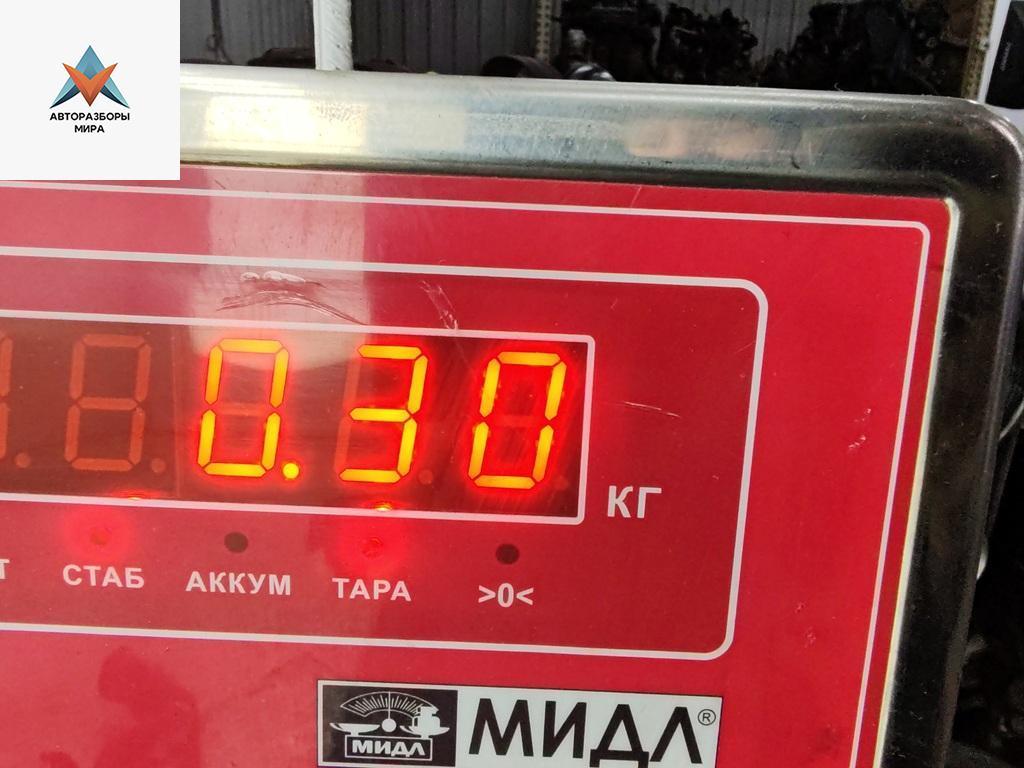 АВТОРАЗБОРЫ
МИРА
0.30
КГ
Т СТАБ АККУМ ТАРА >0<
МИДЛ
МИДЛ®